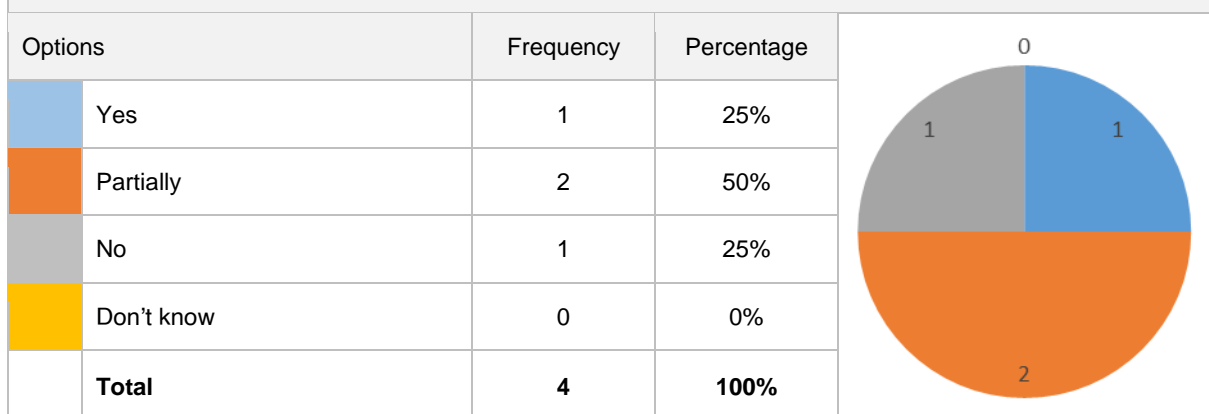 Options Frequency Percentage
Yes 1 25%
Partially 2 50%
No 1 25%
Don’t know 0 0%
Total 4 100%
0
1 1
2